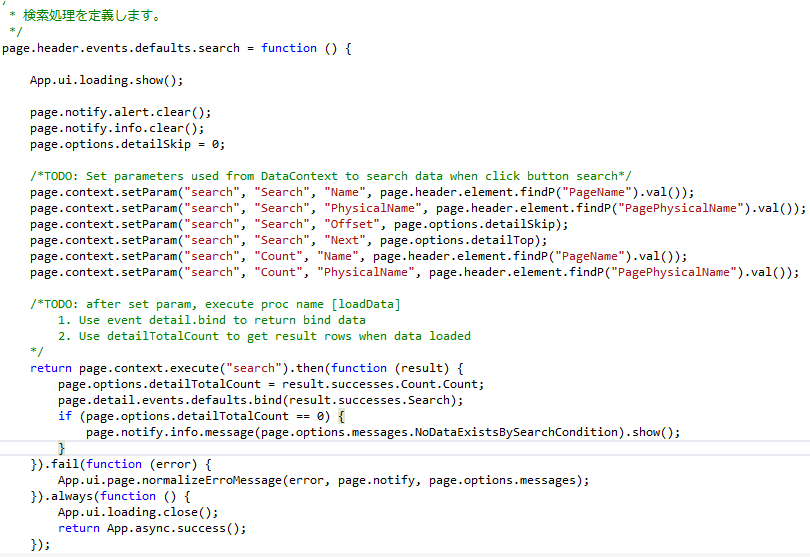 /
 * 検索処理を定義します。
 */
page.header.events.defaults.search = function () {

    App.ui.loading.show();

    page.notify.alert.clear();
    page.notify.info.clear();
    page.options.detailSkip = 0;

    /*TODO: Set parameters used from DataContext to search data when click button search*/
    page.context.setParam("search", "Search", "Name", page.header.element.findP("PageName").val());
    page.context.setParam("search", "Search", "PhysicalName", page.header.element.findP("PagePhysicalName").val());
    page.context.setParam("search", "Search", "Offset", page.options.detailSkip);
    page.context.setParam("search", "Search", "Next", page.options.detailTop);
    page.context.setParam("search", "Count", "Name", page.header.element.findP("PageName").val());
    page.context.setParam("search", "Count", "PhysicalName", page.header.element.findP("PagePhysicalName").val());

    /*TODO: after set param, execute proc name [loadData]
        1. Use event detail.bind to return bind data
        2. Use detailTotalCount to get result rows when data loaded
    */
    return page.context.execute("search").then(function (result) {
        page.options.detailTotalCount = result.successes.Count.Count;
        page.detail.events.defaults.bind(result.successes.Search);
        if (page.options.detailTotalCount == 0) {
            page.notify.info.message(page.options.messages.NoDataExistsBySearchCondition).show();
        }
    }).fail(function (error) {
        App.ui.page.normalizeErroMessage(error, page.notify, page.options.messages);
    }).always(function () {
        App.ui.loading.close();
        return App.async.success();
    });